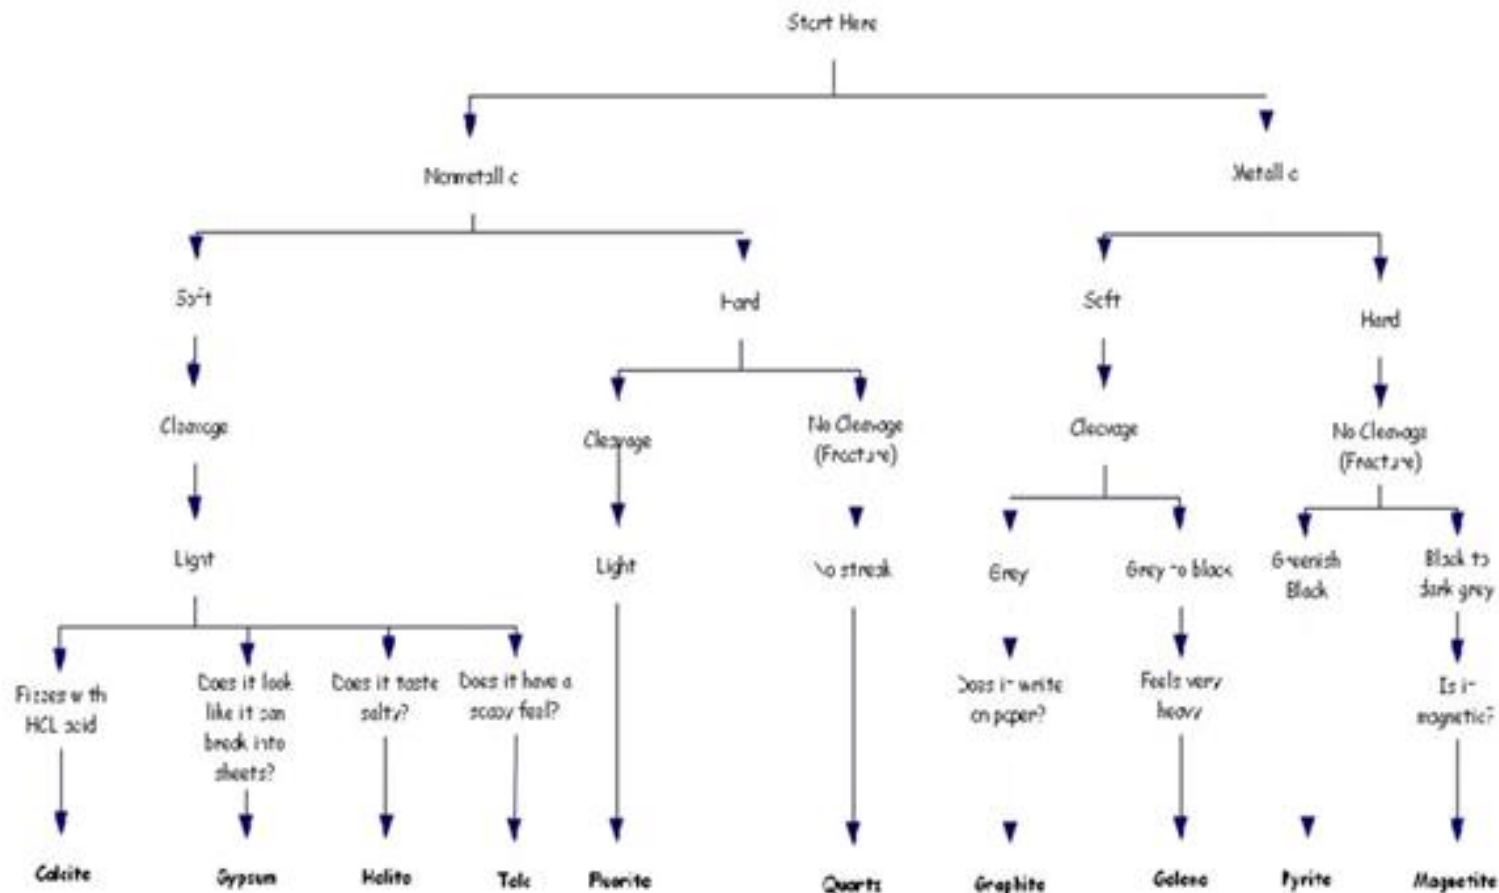 Start Here
Nonmetallic
Metallic
Soft
Hard
Soft
Hard
Cleavage
Cleavage
No Cleavage
(Fracture)
Cleavage
No Cleavage
(Fracture)
Light
Light
No streak
Grey
Grey to black
Greenish
Black
Black to
dark grey
Fizzes with
HCL acid
Does it look
like it can
break into
sheets?
Does it taste
salty?
Does it have a
soapy feel?
Does it write
on paper?
Feels very
heavy
Is it
magnetic?
Calcite
Gypsum
Halite
Talc
Fluorite
Quartz
Graphite
Galena
Pyrite
Magnetite